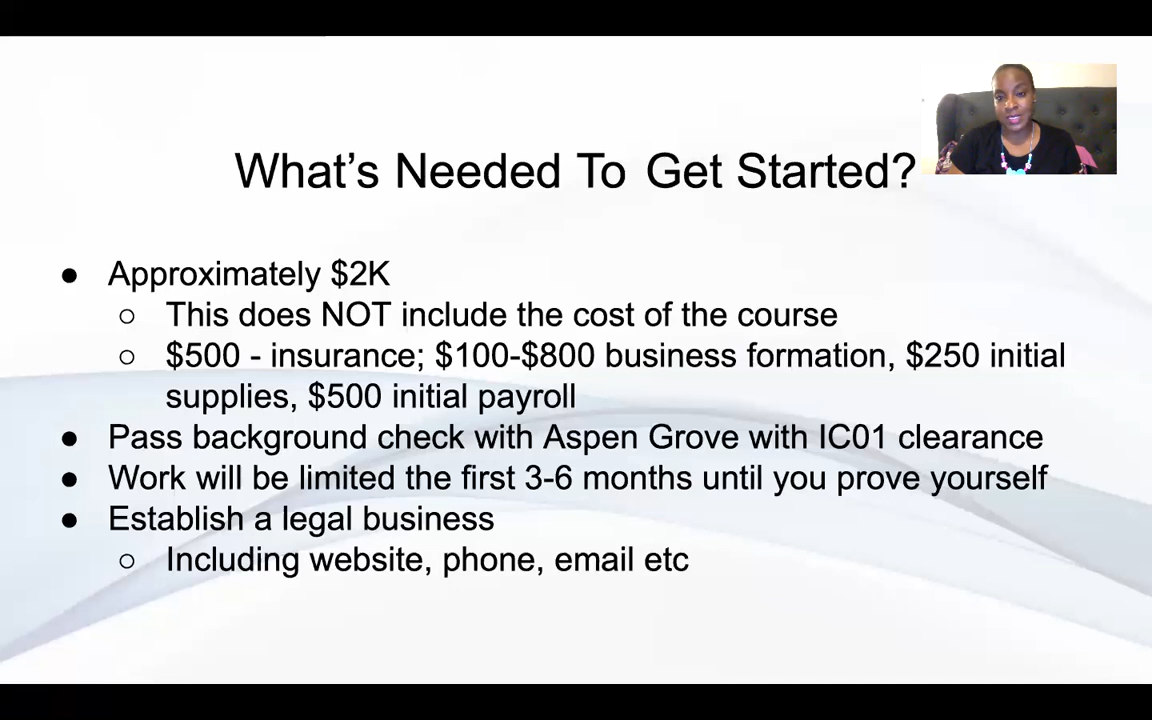 What's Needed To Get Started?
● Approximately $2K
○ This does NOT include the cost of the course
○ $500 - insurance; $100-$800 business formation, $250 initial
supplies, $500 initial payroll
● Pass background check with Aspen Grove with IC01 clearance
● Work will be limited the first 3-6 months until you prove yourself
● Establish a legal business
○ Including website, phone, email etc